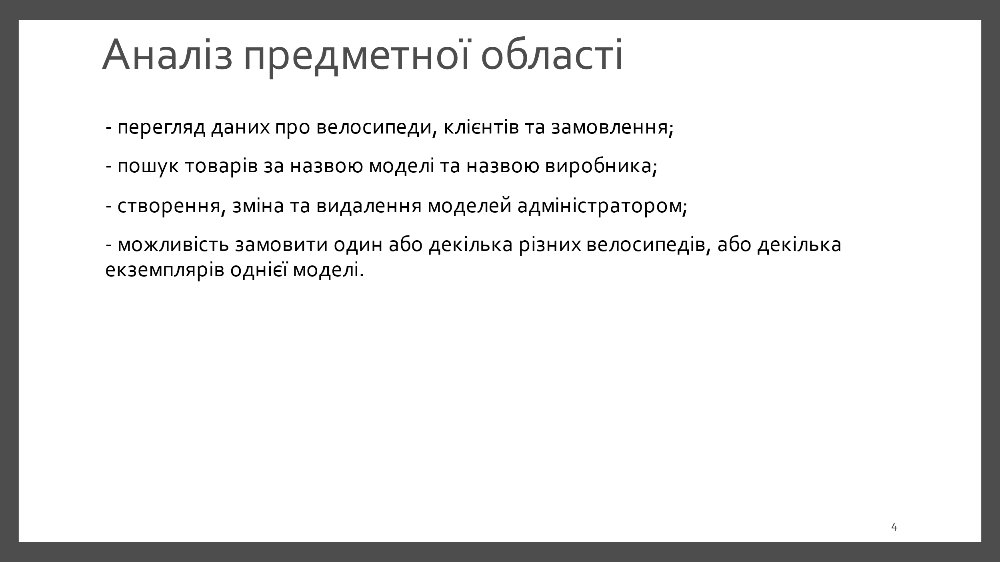 Аналіз предметної області
- перегляд даних про велосипеди, клієнтів та замовлення;
- пошук товарів за назвою моделі та назвою виробника;
- створення, зміна та видалення моделей адміністратором;
- можливість замовити один або декілька різних велосипедів, або декілька
екземплярів однієї моделі.
4